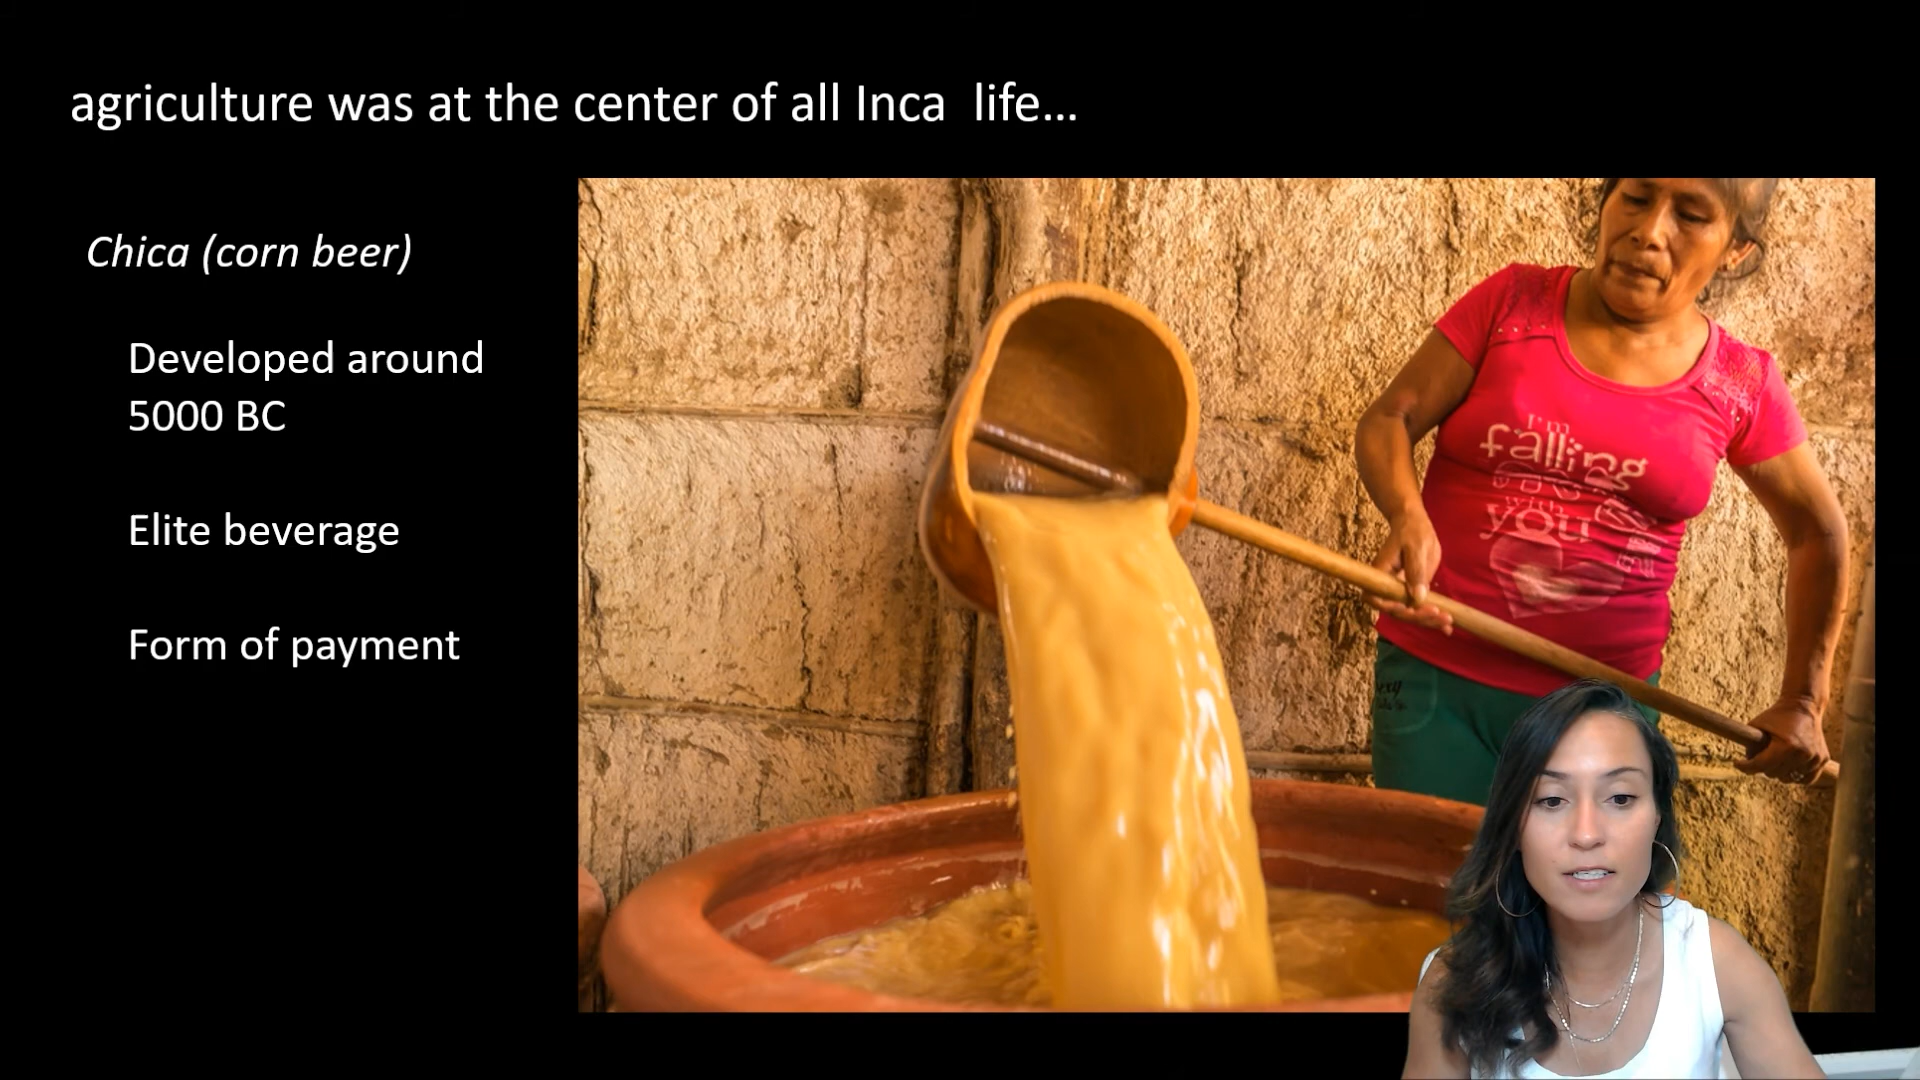 agriculture was at the center of all Inca  life…
Chica (corn beer)
Developed around
5000 BC
Elite beverage
Form of payment
I'm
falling
with
you